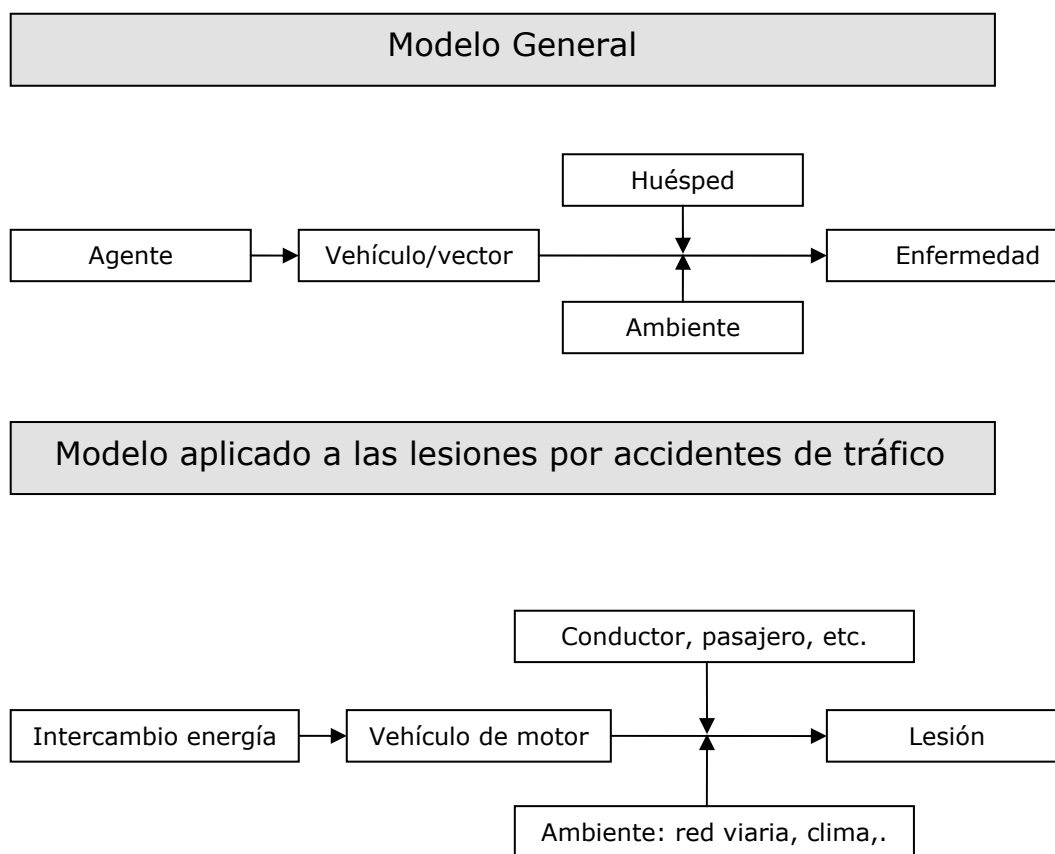 Modelo General
Huésped
Agente
Vehículo/vector
Enfermedad
Ambiente
Modelo aplicado a las lesiones por accidentes de tráfico
Conductor, pasajero, etc.
Intercambio energía
Vehículo de motor
Lesión
Ambiente: red viaria, clima,.